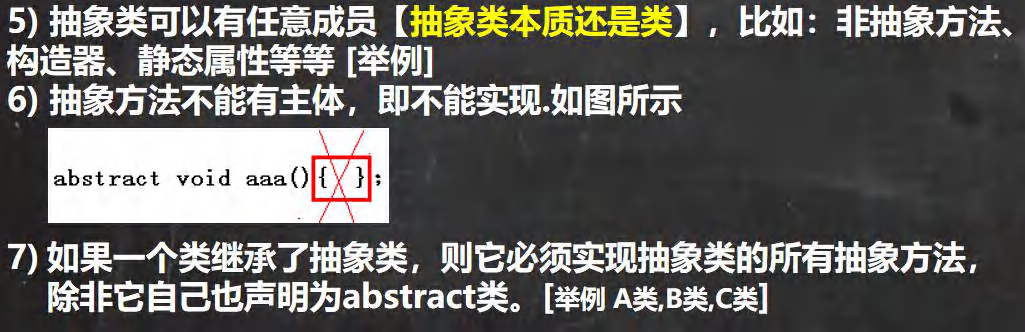 5) 抽象类可以有任意成员【抽象类本质还是类】，比如：非抽象方法、
构造器、静态属性等等 [举例]
6) 抽象方法不能有主体，即不能实现.如图所示
abstract void aaa(){ };
7) 如果一个类继承了抽象类，则它必须实现抽象类的所有抽象方法，
除非它自己也声明为abstract类。[举例 A类,B类,C类]